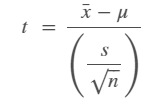 t = (x̄ − μ) / (s / √n)